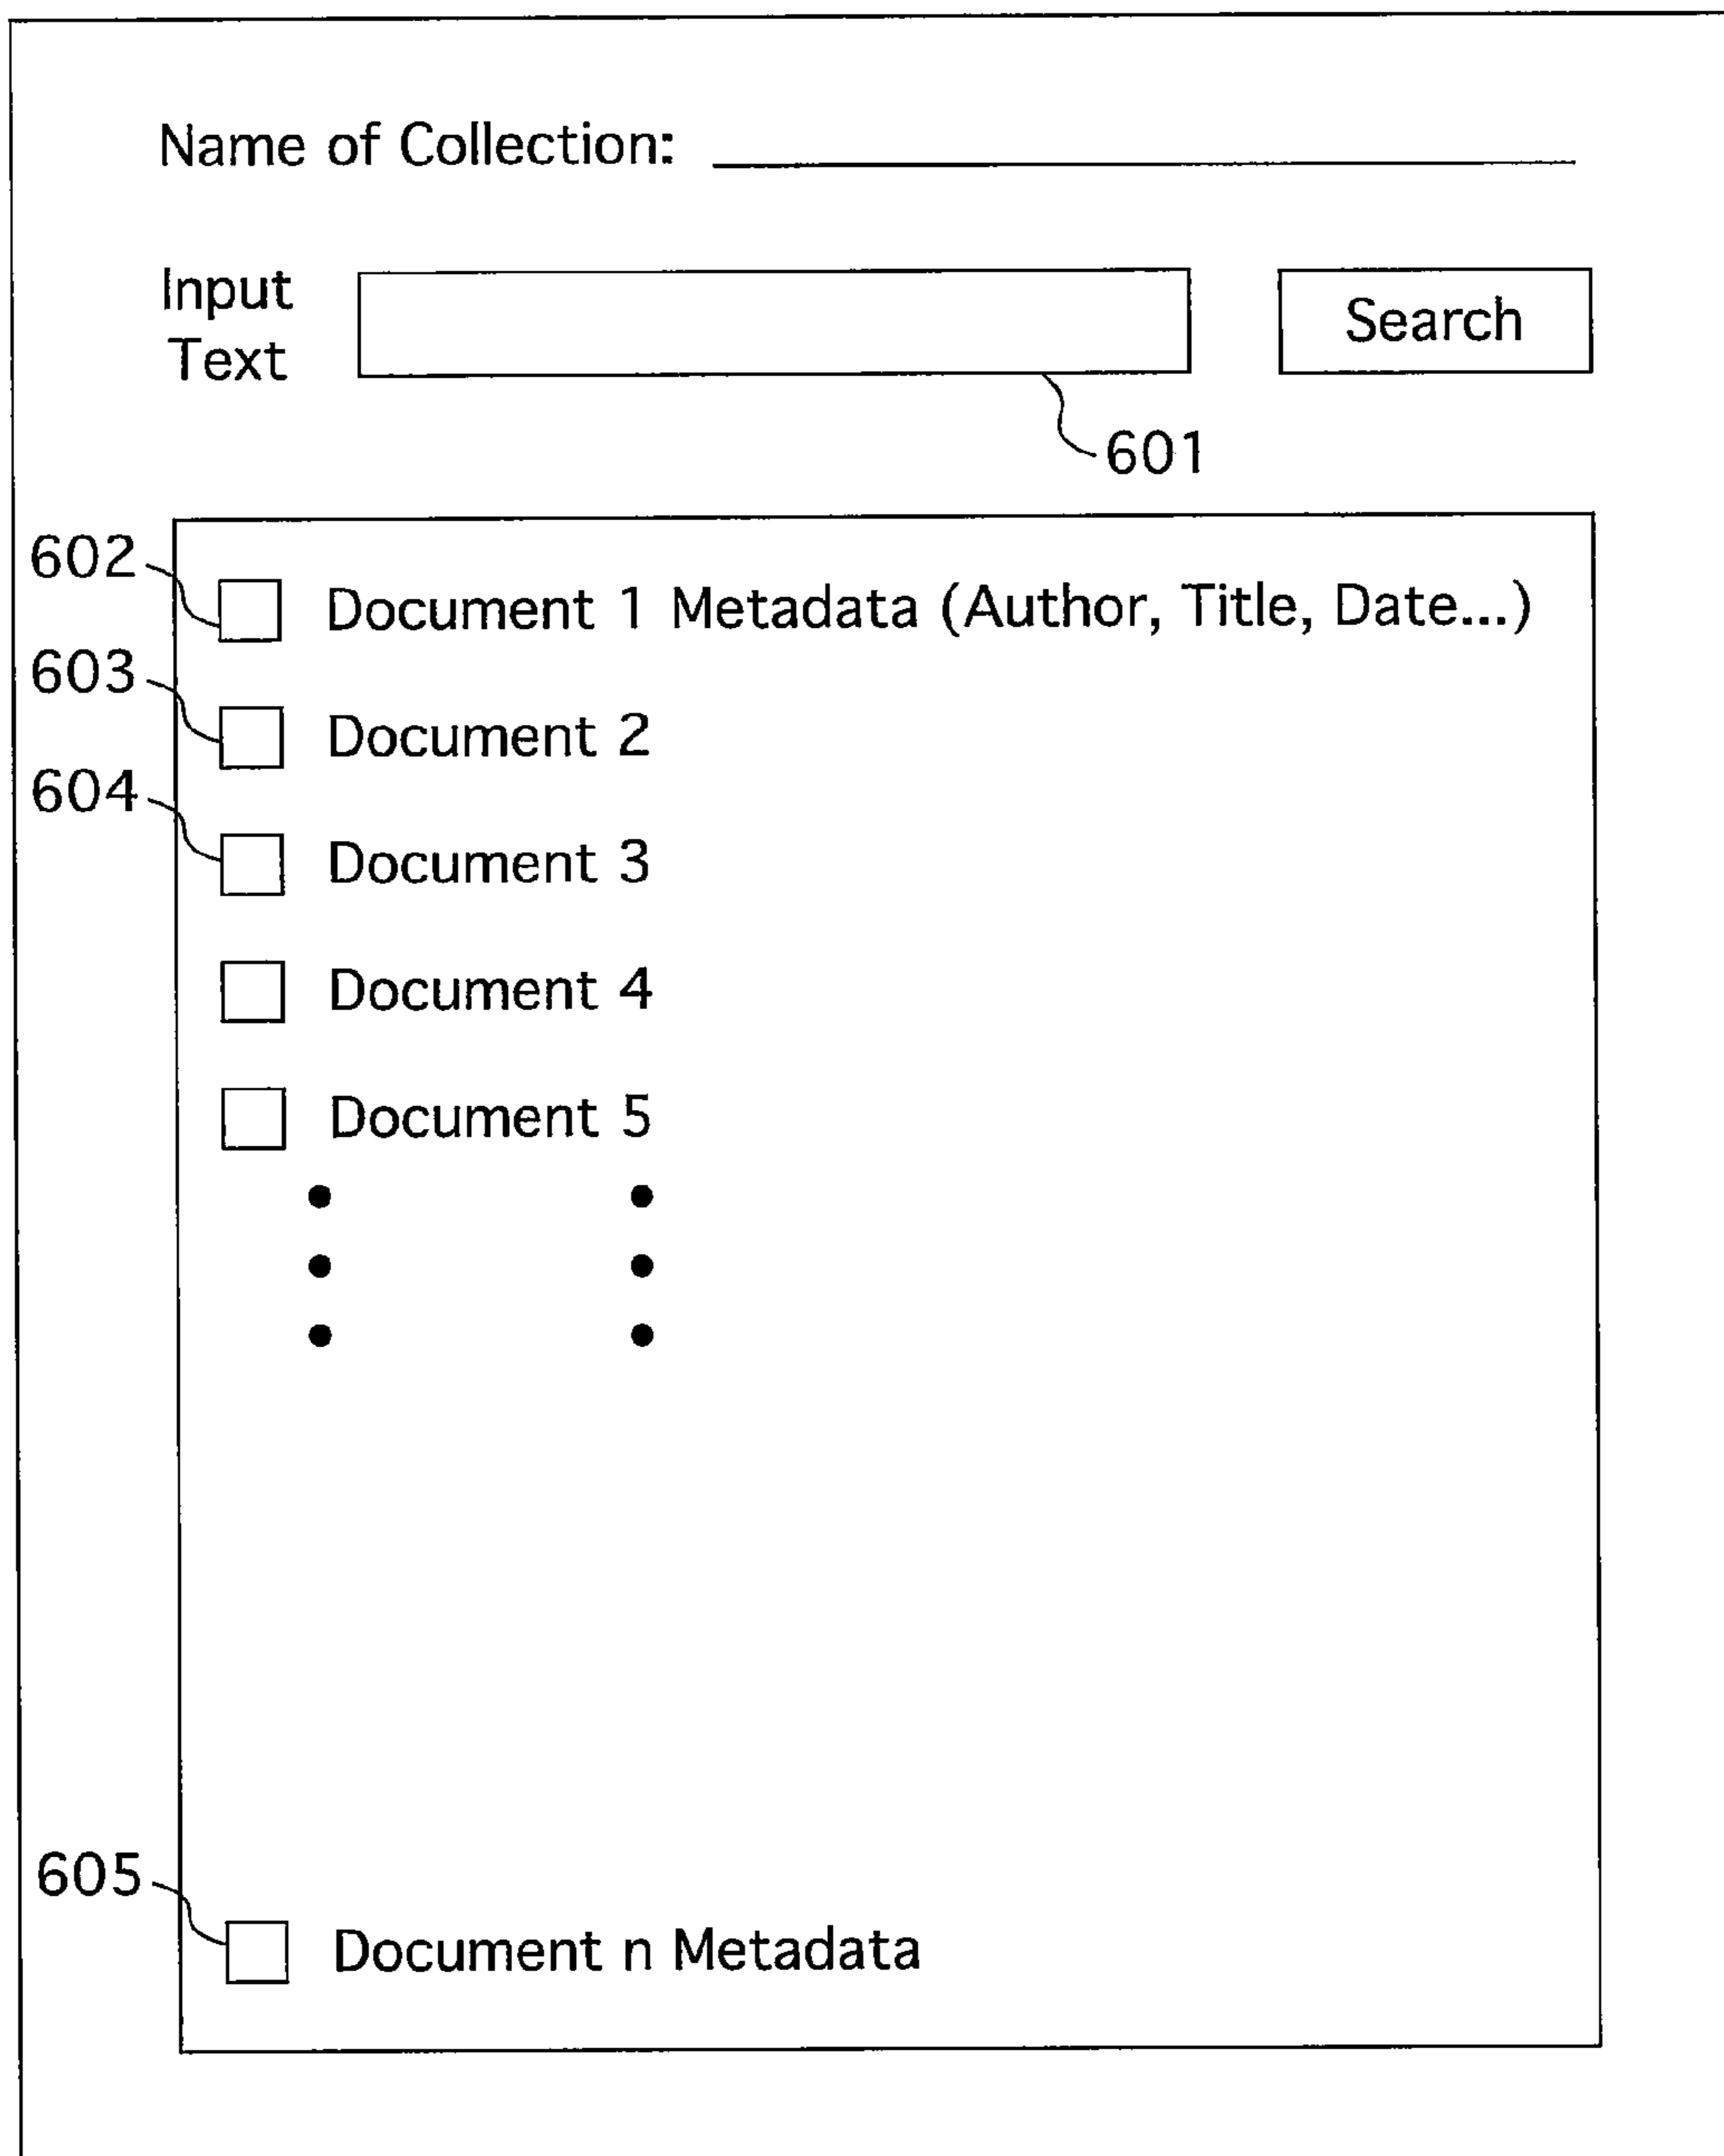 Name of Collection:
Input
Text
Search
601
602
Document 1 Metadata (Author, Title, Date...)
603
Document 2
604
Document 3
Document 4
Document 5
605
Document n Metadata